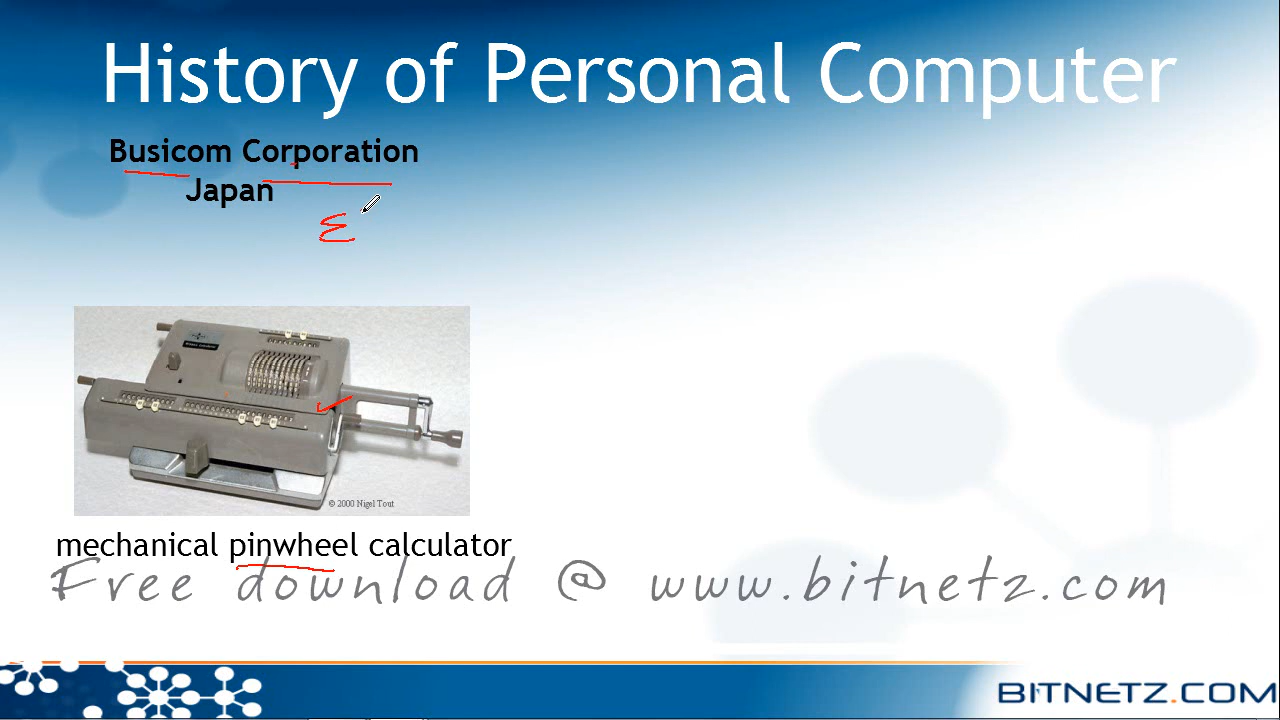 History of Personal Computer
Busicom Corporation
Japan
Ɛ
© 2000 Nigel Tout
mechanical pinwheel calculator
Free download @ www.bitnetz.com
BITNETZ.COM